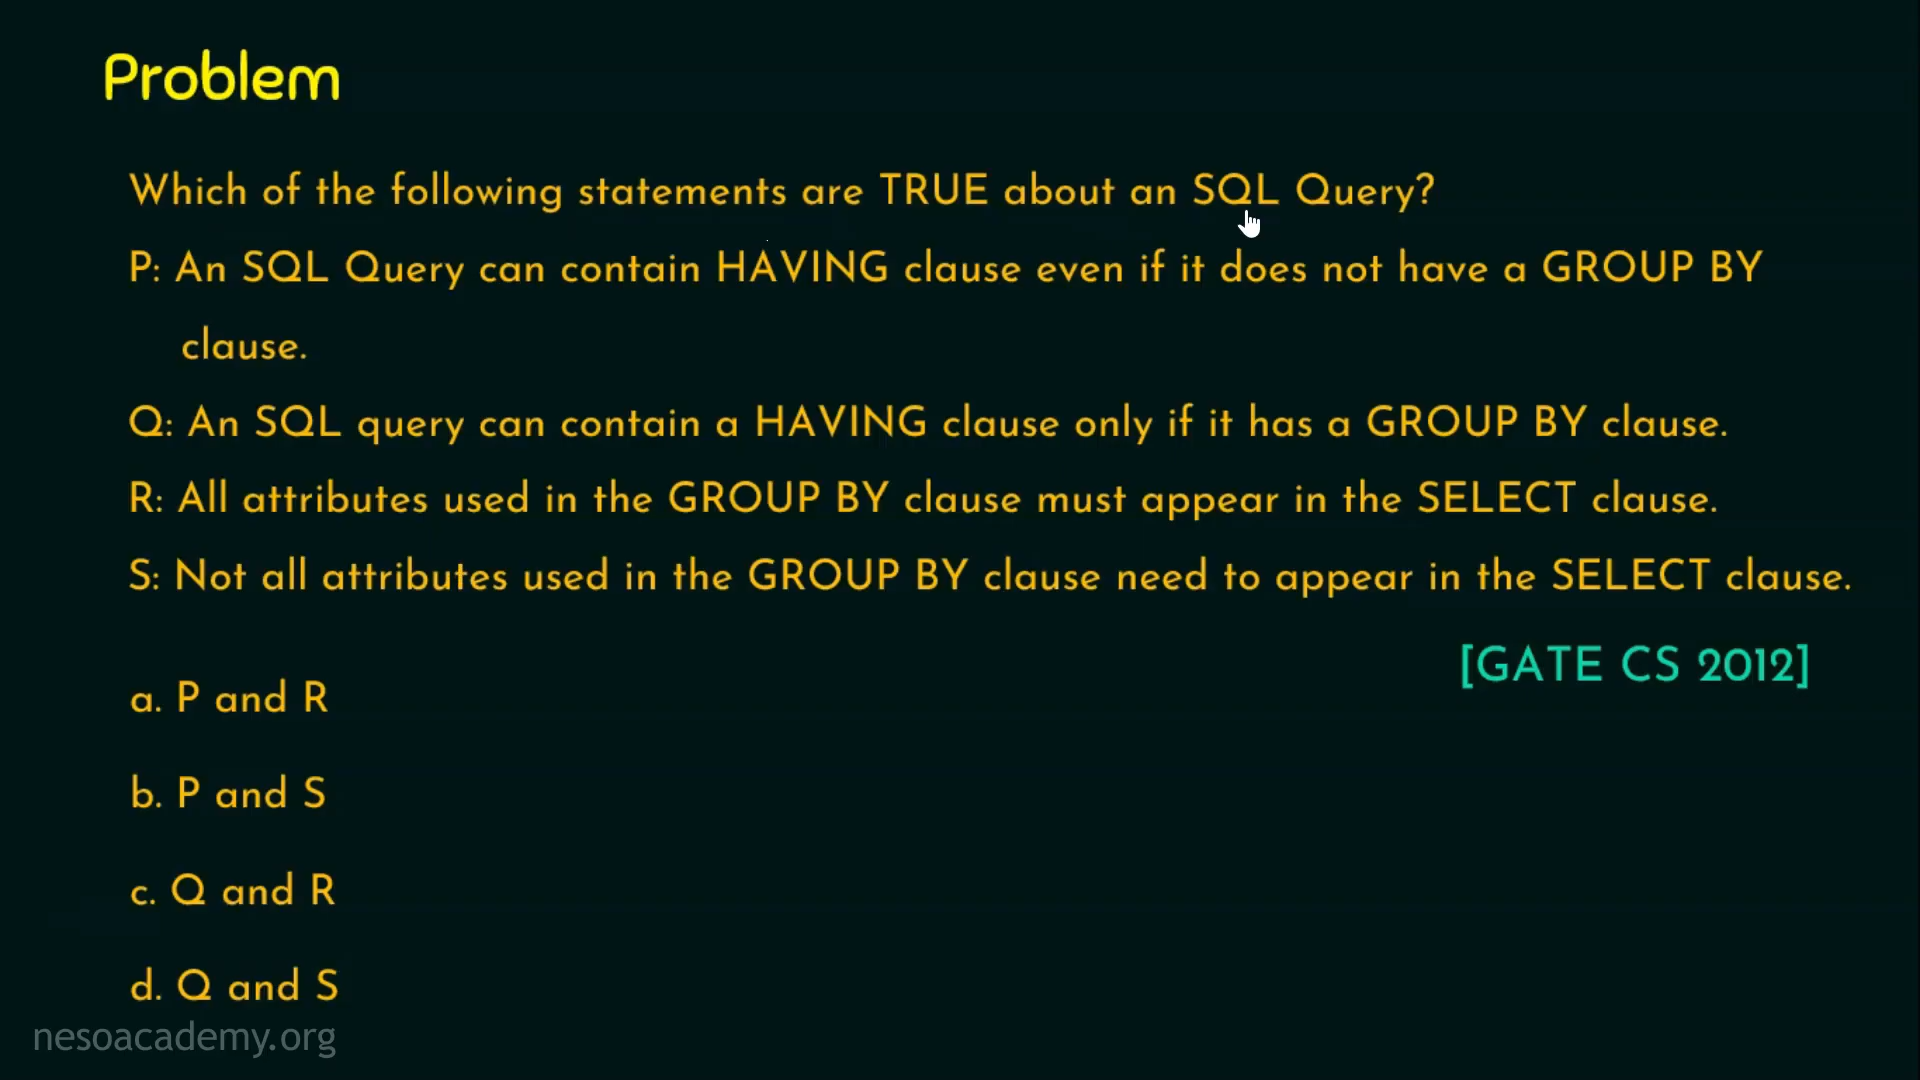 Problem
Which of the following statements are TRUE about an SQL Query?
P: An SQL Query can contain HAVING clause even if it does not have a GROUP BY
clause.
Q: An SQL query can contain a HAVING clause only if it has a GROUP BY clause.
R: All attributes used in the GROUP BY clause must appear in the SELECT clause.
S: Not all attributes used in the GROUP BY clause need to appear in the SELECT clause.
[GATE CS 2012]
a. P and R
b. P and S
c. Q and R
d. Q and S
nesoacademy.org